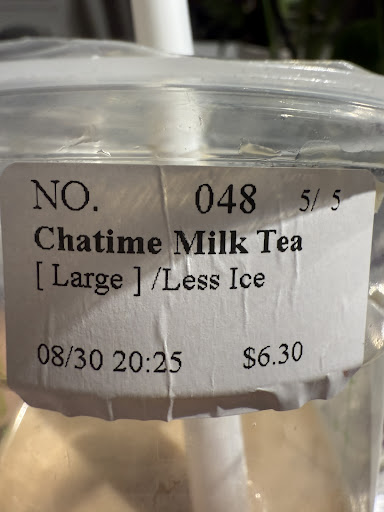 NO. 048 5/ 5
Chatime Milk Tea
[ Large ] /Less Ice
08/30 20:25 $6.30